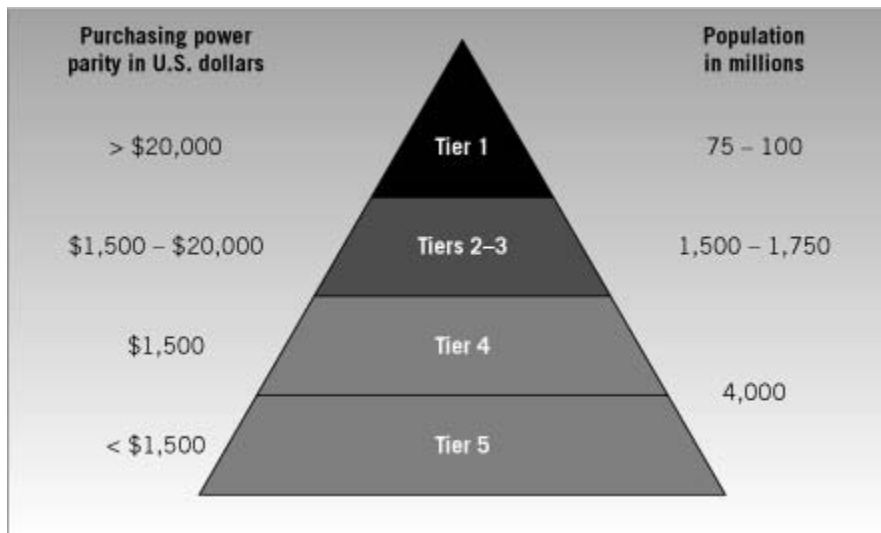 Purchasing power
parity in U.S. dollars
Population
in millions
> $20,000
Tier 1
75 – 100
$1,500 – $20,000
Tiers 2–3
1,500 – 1,750
$1,500
Tier 4
4,000
< $1,500
Tier 5